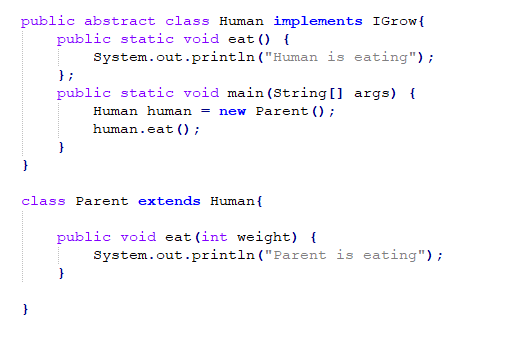 public abstract class Human implements IGrow{
    public static void eat() {
        System.out.println("Human is eating");
    };
    public static void main(String[] args) {
        Human human = new Parent();
        human.eat();
    }
}

class Parent extends Human{

    public void eat(int weight) {
        System.out.println("Parent is eating");
    }

}